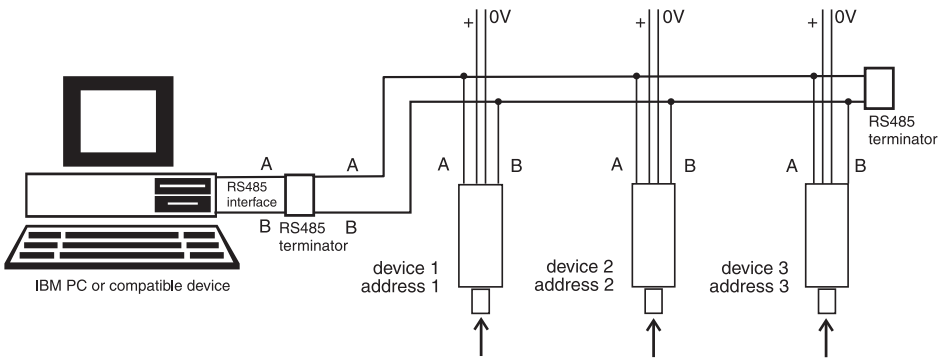 + 0V
+ 0V
+ 0V
RS485
terminator
A B
A B
A B
A A
RS485
interface
B B
RS485
terminator
IBM PC or compatible device
device 1
address 1
device 2
address 2
device 3
address 3